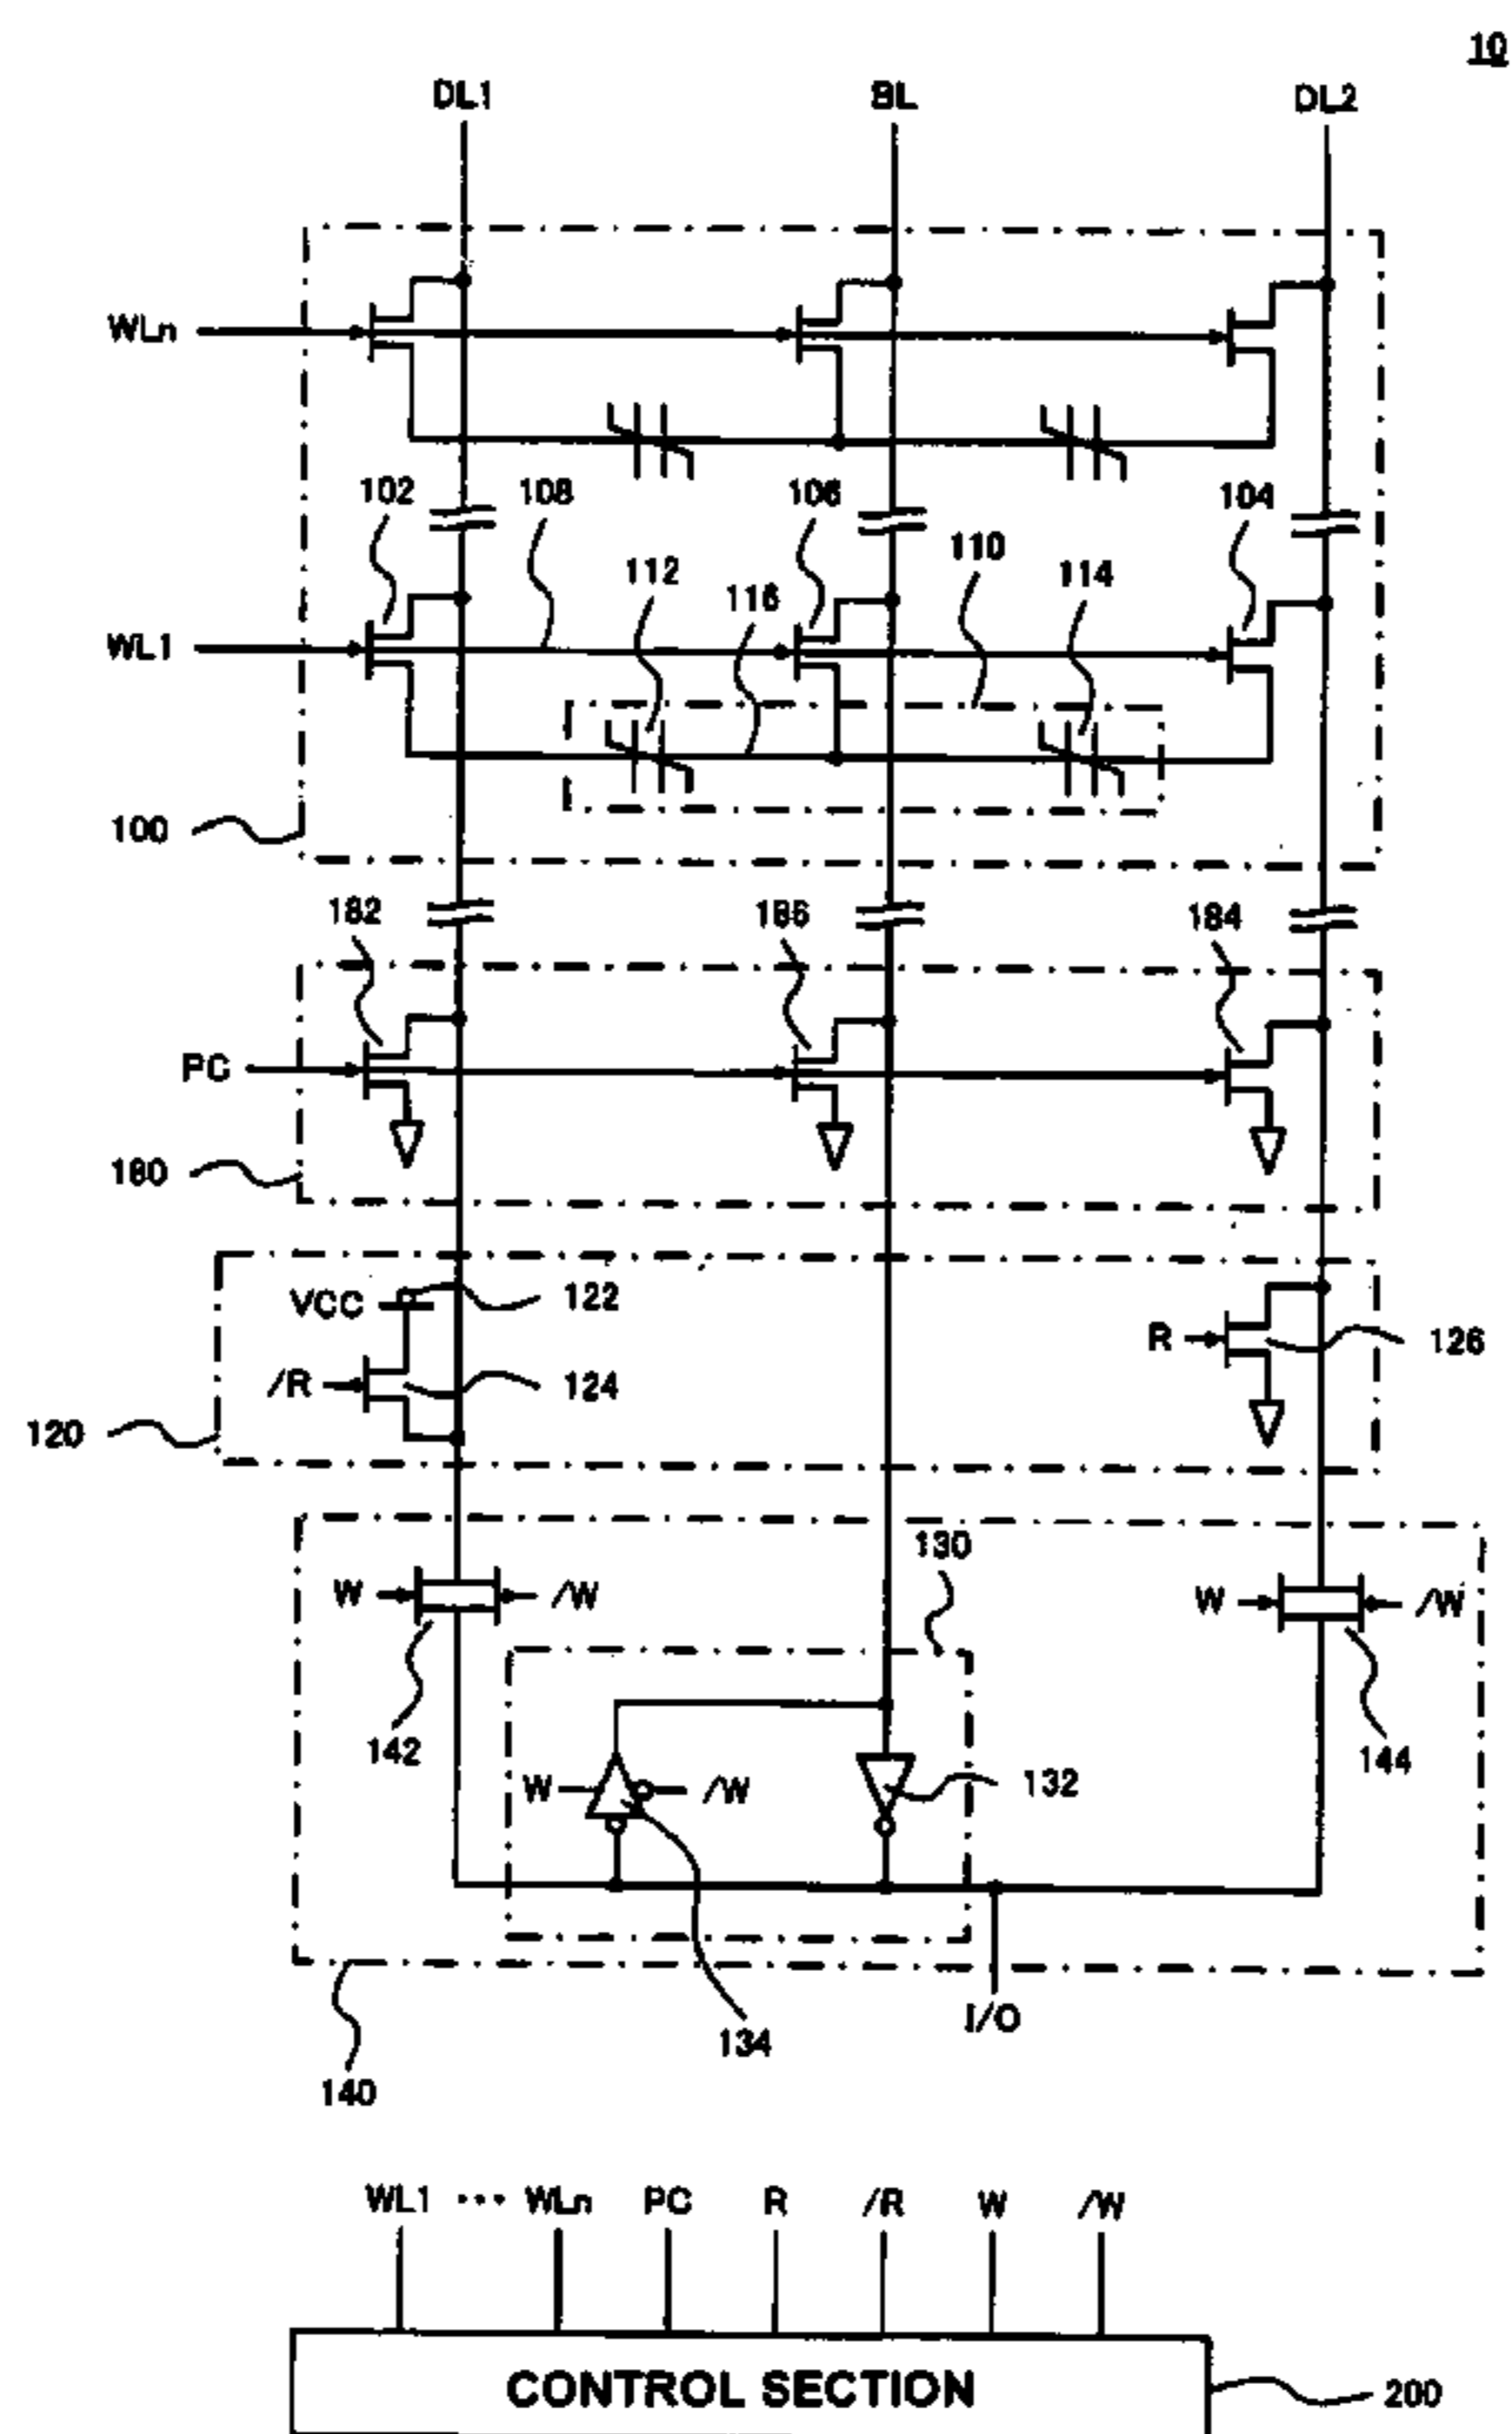 10
DL1 BL DL2
WLn
102 108 106 104
112 116 110 114
WL1
100
182 186 184
PC
180
VCC 122
R 126
/R 124
120
130
W /W W /W
142 144
W /W 132
I/O
134
140
WL1 ••• WLn PC R /R W /W
CONTROL SECTION 200